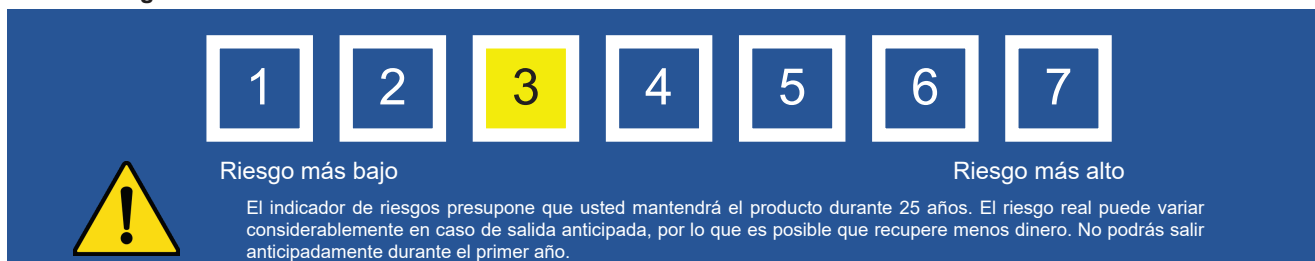 1 2 3 4 5 6 7
Riesgo más bajo Riesgo más alto
El indicador de riesgos presupone que usted mantendrá el producto durante 25 años. El riesgo real puede variar
considerablemente en caso de salida anticipada, por lo que es posible que recupere menos dinero. No podrás salir
anticipadamente durante el primer año.